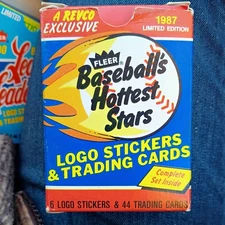 A REVCO
EXCLUSIVE
1987
LIMITED EDITION
FLEER
Baseball's
Hottest
Stars
LOGO STICKERS
& TRADING CARDS
Complete
Set Inside
6 LOGO STICKERS & 44 TRADING CARDS
LIMITED